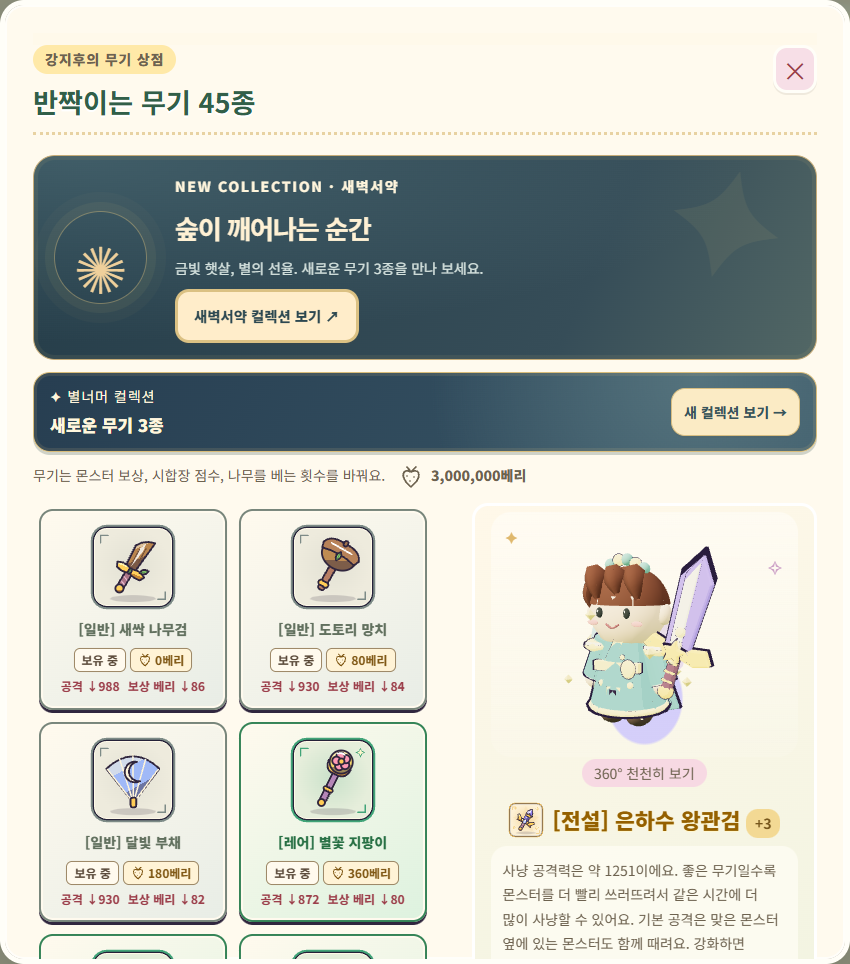 강지후의 무기 상점
반짝이는 무기 45종
NEW COLLECTION · 새벽서약
숲이 깨어나는 순간
금빛 햇살, 별의 선율. 새로운 무기 3종을 만나 보세요.
새벽서약 컬렉션 보기 ↗
✦ 별너머 컬렉션
새로운 무기 3종
새 컬렉션 보기 →
무기는 몬스터 보상, 시합장 점수, 나무를 베는 횟수를 바꿔요.
3,000,000베리
[일반] 새싹 나무검
보유 중
0베리
공격 ↓988 보상 베리 ↓86
[일반] 도토리 망치
보유 중
80베리
공격 ↓930 보상 베리 ↓84
[일반] 달빛 부채
보유 중
180베리
공격 ↓930 보상 베리 ↓82
[레어] 별꽃 지팡이
보유 중
360베리
공격 ↓872 보상 베리 ↓80
360° 천천히 보기
[전설] 은하수 왕관검 +3
사냥 공격력은 약 1251이에요. 좋은 무기일수록
몬스터를 더 빨리 쓰러뜨려서 같은 시간에 더
많이 사냥할 수 있어요. 기본 공격은 맞은 몬스터
옆에 있는 몬스터도 함께 때려요. 강화하면